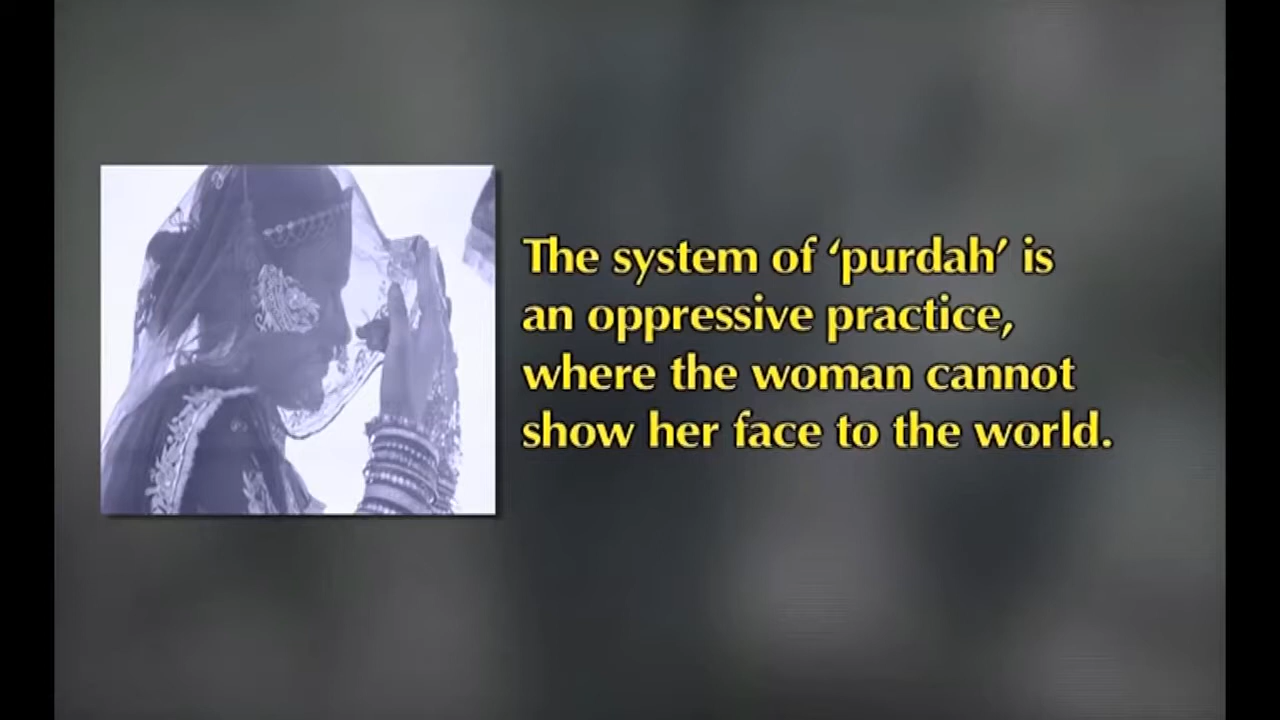 The system of ‘purdah’ is
an oppressive practice,
where the woman cannot
show her face to the world.